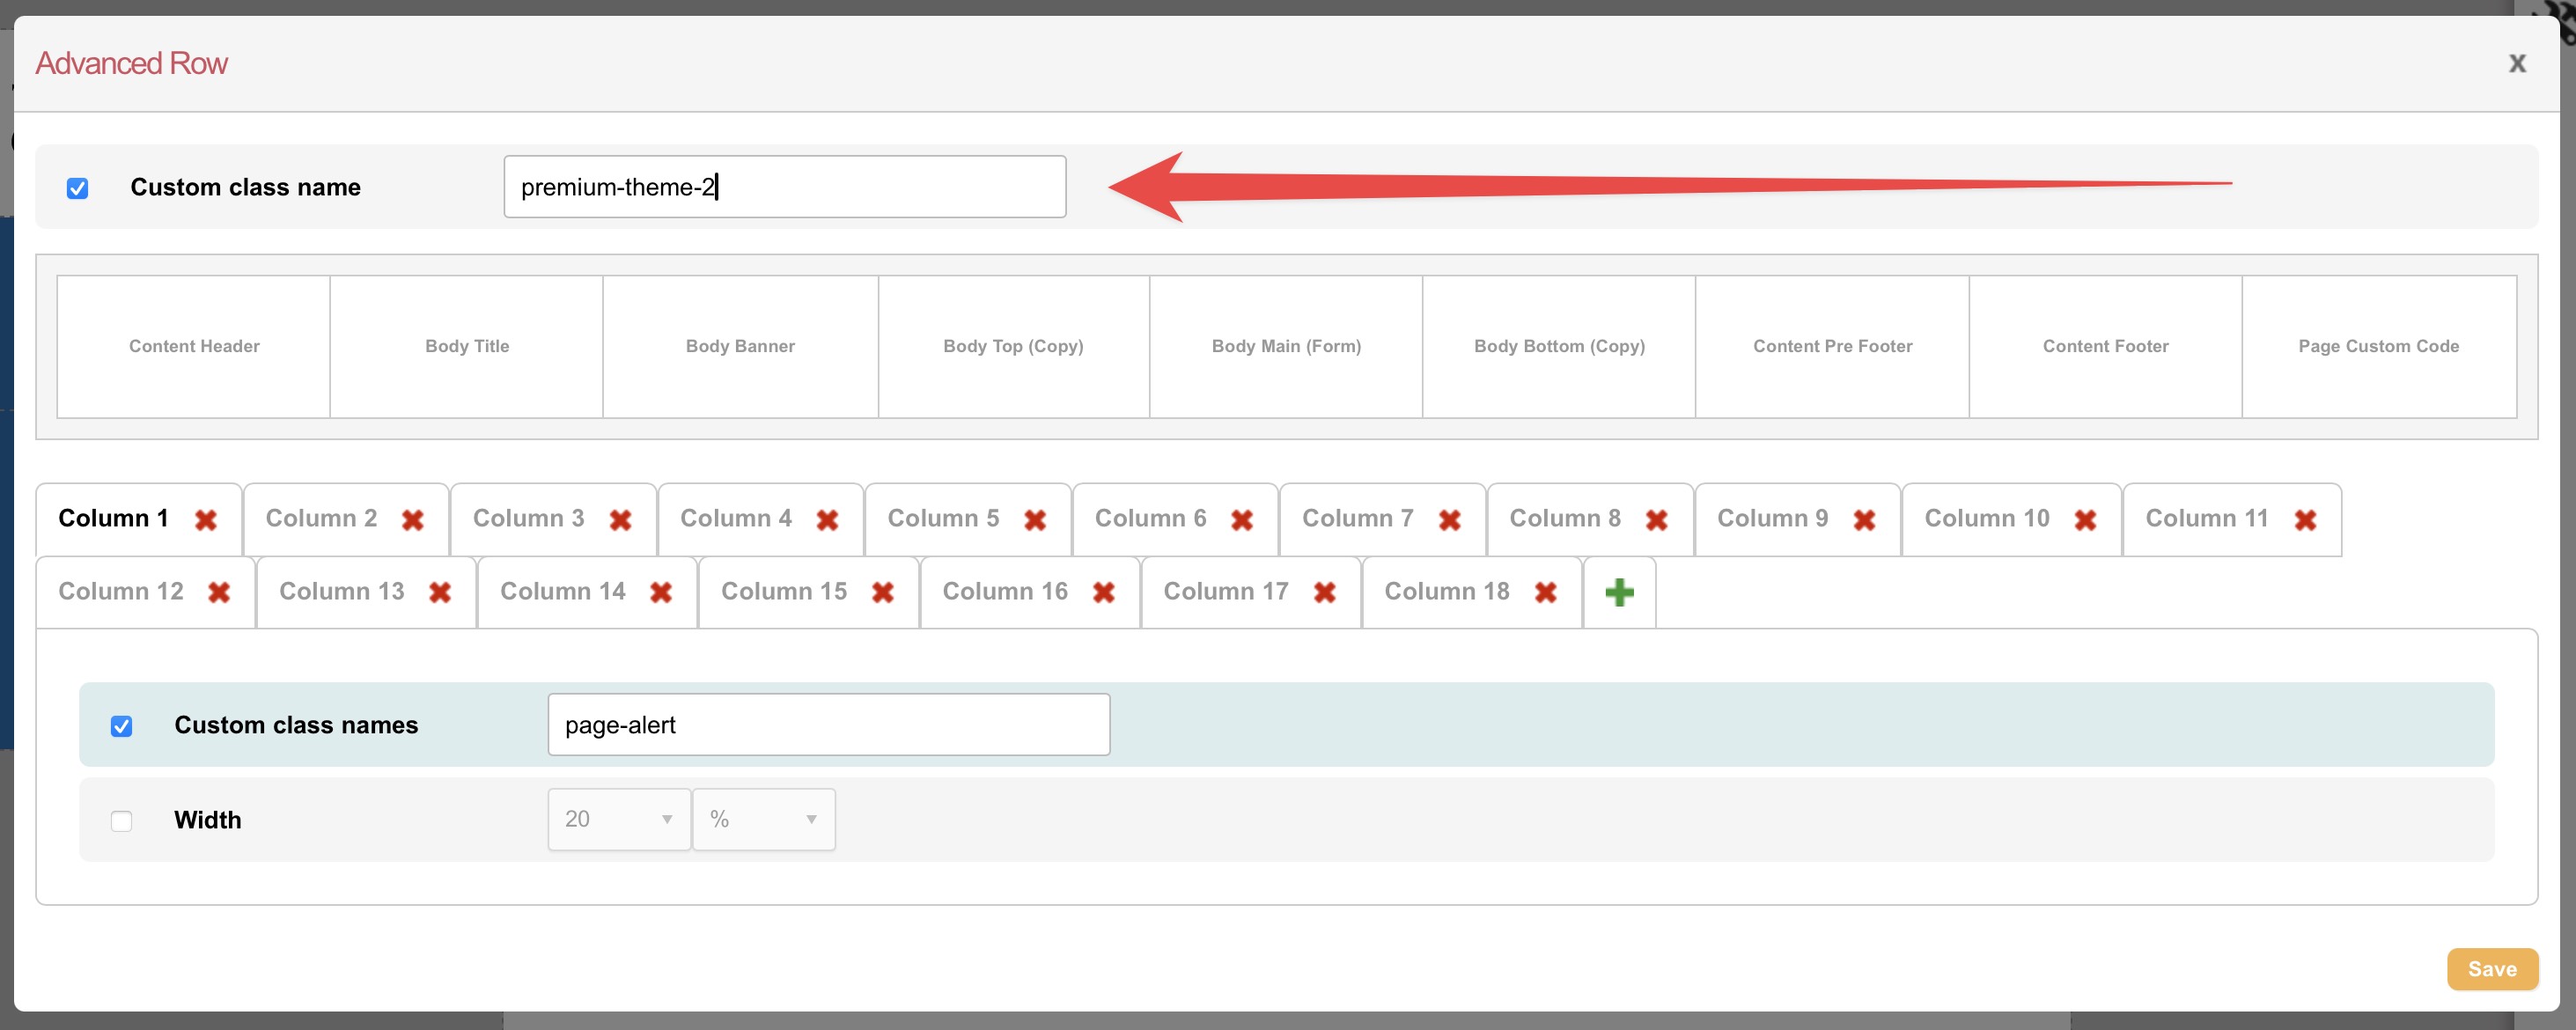 Advanced Row
x
Custom class name premium-theme-2
Content Header Body Title Body Banner Body Top (Copy) Body Main (Form) Body Bottom (Copy) Content Pre Footer Content Footer Page Custom Code
Column 1 Column 2 Column 3 Column 4 Column 5 Column 6 Column 7 Column 8 Column 9 Column 10 Column 11
Column 12 Column 13 Column 14 Column 15 Column 16 Column 17 Column 18
Custom class names page-alert
Width 20 %
Save